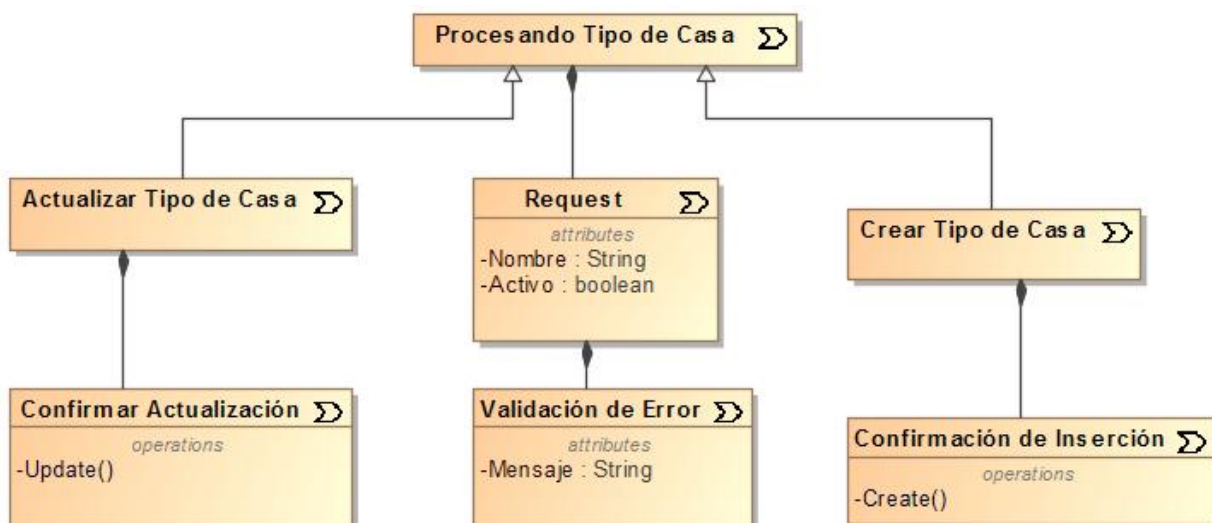 Procesando Tipo de Casa
Actualizar Tipo de Casa
Request
attributes
-Nombre : String
-Activo : boolean
Crear Tipo de Casa
Confirmar Actualización
operations
-Update()
Validación de Error
attributes
-Mensaje : String
Confirmación de Inserción
operations
-Create()